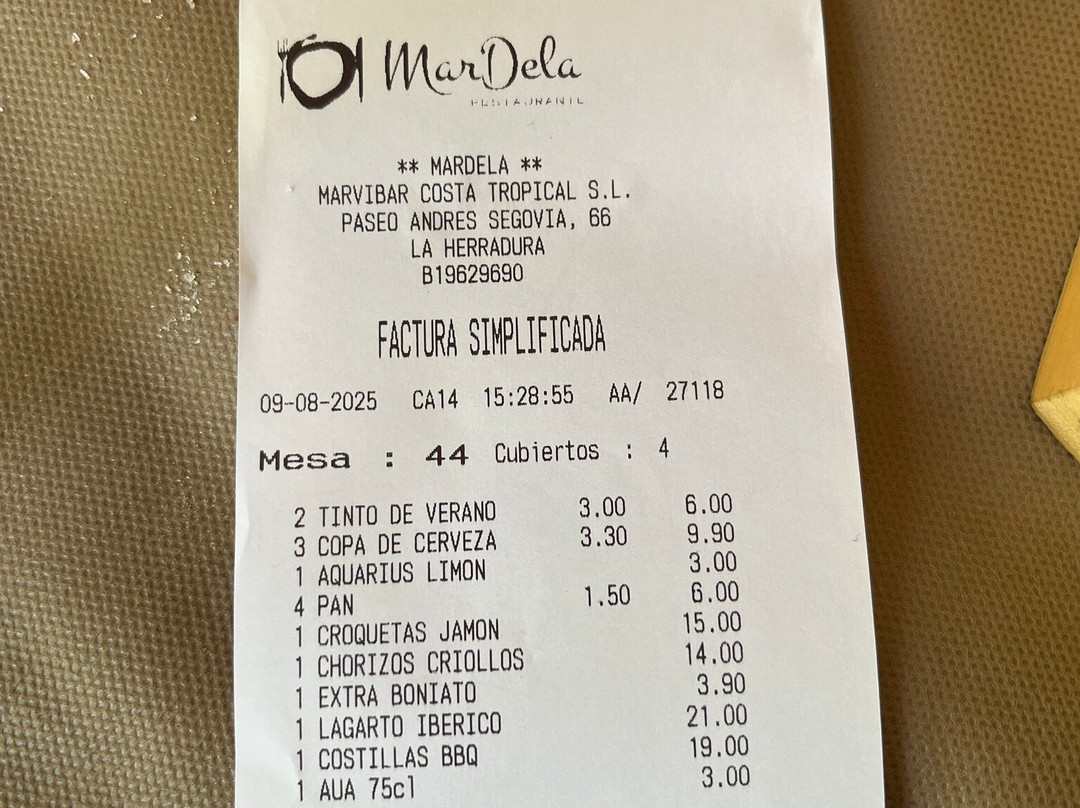 MarDela
RESTAURANTE
** MARDELA **
MARVIBAR COSTA TROPICAL S.L.
PASEO ANDRES SEGOVIA, 66
LA HERRADURA
B19629690
FACTURA SIMPLIFICADA
09-08-2025 CA14 15:28:55 AA/ 27118
Mesa : 44 Cubiertos : 4
2 TINTO DE VERANO 3.00 6.00
3 COPA DE CERVEZA 3.30 9.90
1 AQUARIUS LIMON 3.00
4 PAN 1.50 6.00
1 CROQUETAS JAMON 15.00
1 CHORIZOS CRIOLLOS 14.00
1 EXTRA BONIATO 3.90
1 LAGARTO IBERICO 21.00
1 COSTILLAS BBQ 19.00
1 AUA 75cl 3.00